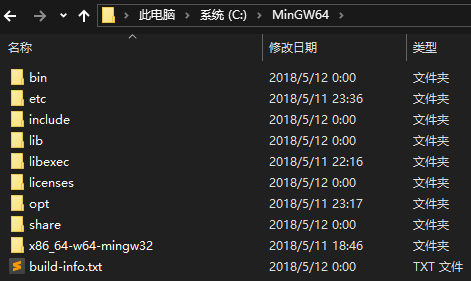 此电脑 > 系统 (C:) > MinGW64 >
名称 修改日期 类型
bin 2018/5/12 0:00 文件夹
etc 2018/5/11 23:36 文件夹
include 2018/5/12 0:00 文件夹
lib 2018/5/12 0:00 文件夹
libexec 2018/5/11 22:16 文件夹
licenses 2018/5/12 0:00 文件夹
opt 2018/5/11 23:17 文件夹
share 2018/5/12 0:00 文件夹
x86_64-w64-mingw32 2018/5/11 18:46 文件夹
build-info.txt 2018/5/12 0:00 TXT 文件